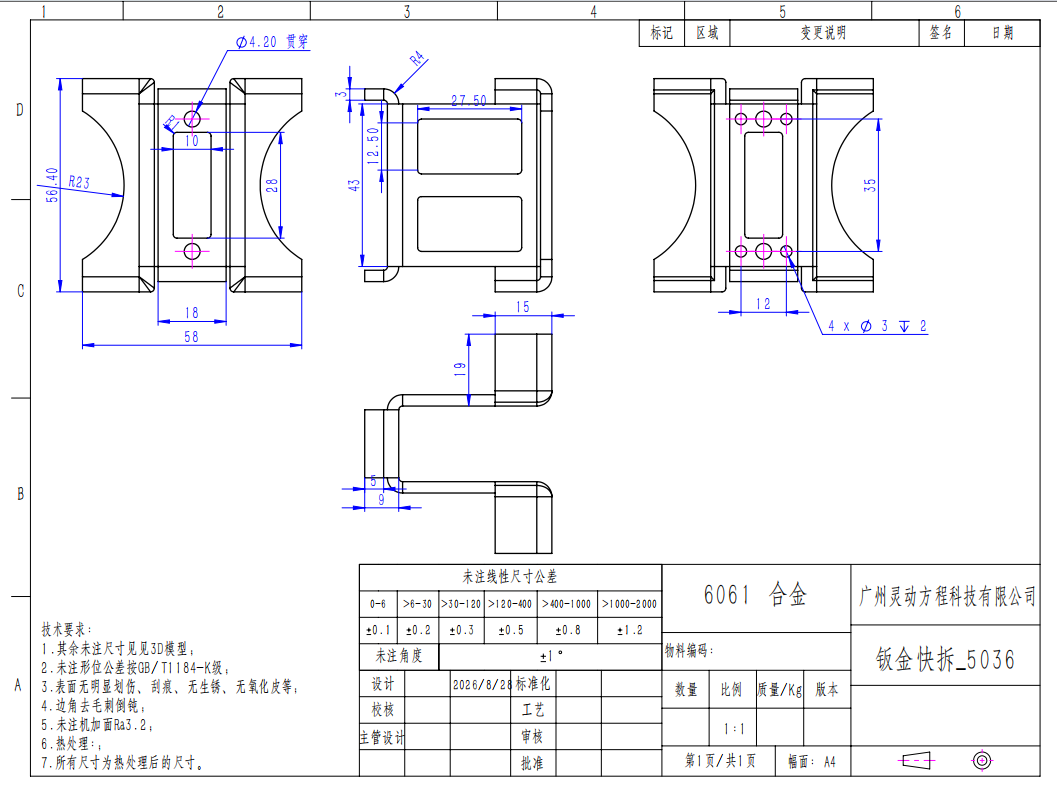 1 2 3 4 5 6
标记 区域 变更说明 签名 日期
D
C
B
A
Ø4.20 贯穿
R1
10
28
56.40
R23
18
58
3
R4
27.50
12.50
43
35
12
4 x Ø 3 ↧ 2
15
19
5
9
技术要求:
1.其余未注尺寸见见3D模型;
2.未注形位公差按GB/T1184-K级;
3.表面无明显划伤、刮痕、无生锈、无氧化皮等;
4.边角去毛刺倒钝;
5.未注机加面Ra3.2;
6.热处理:;
7.所有尺寸为热处理后的尺寸。
未注线性尺寸公差
0-6 >6-30 >30-120 >120-400 >400-1000 >1000-2000
±0.1 ±0.2 ±0.3 ±0.5 ±0.8 ±1.2
未注角度 ±1°
设计 2026/8/28 标准化
校核 工艺
主管设计 审核
批准
6061 合金
物料编码:
数量 比例 质量/Kg 版本
1:1
第1页/共1页 幅面: A4
广州灵动方程科技有限公司
钣金快拆_5036